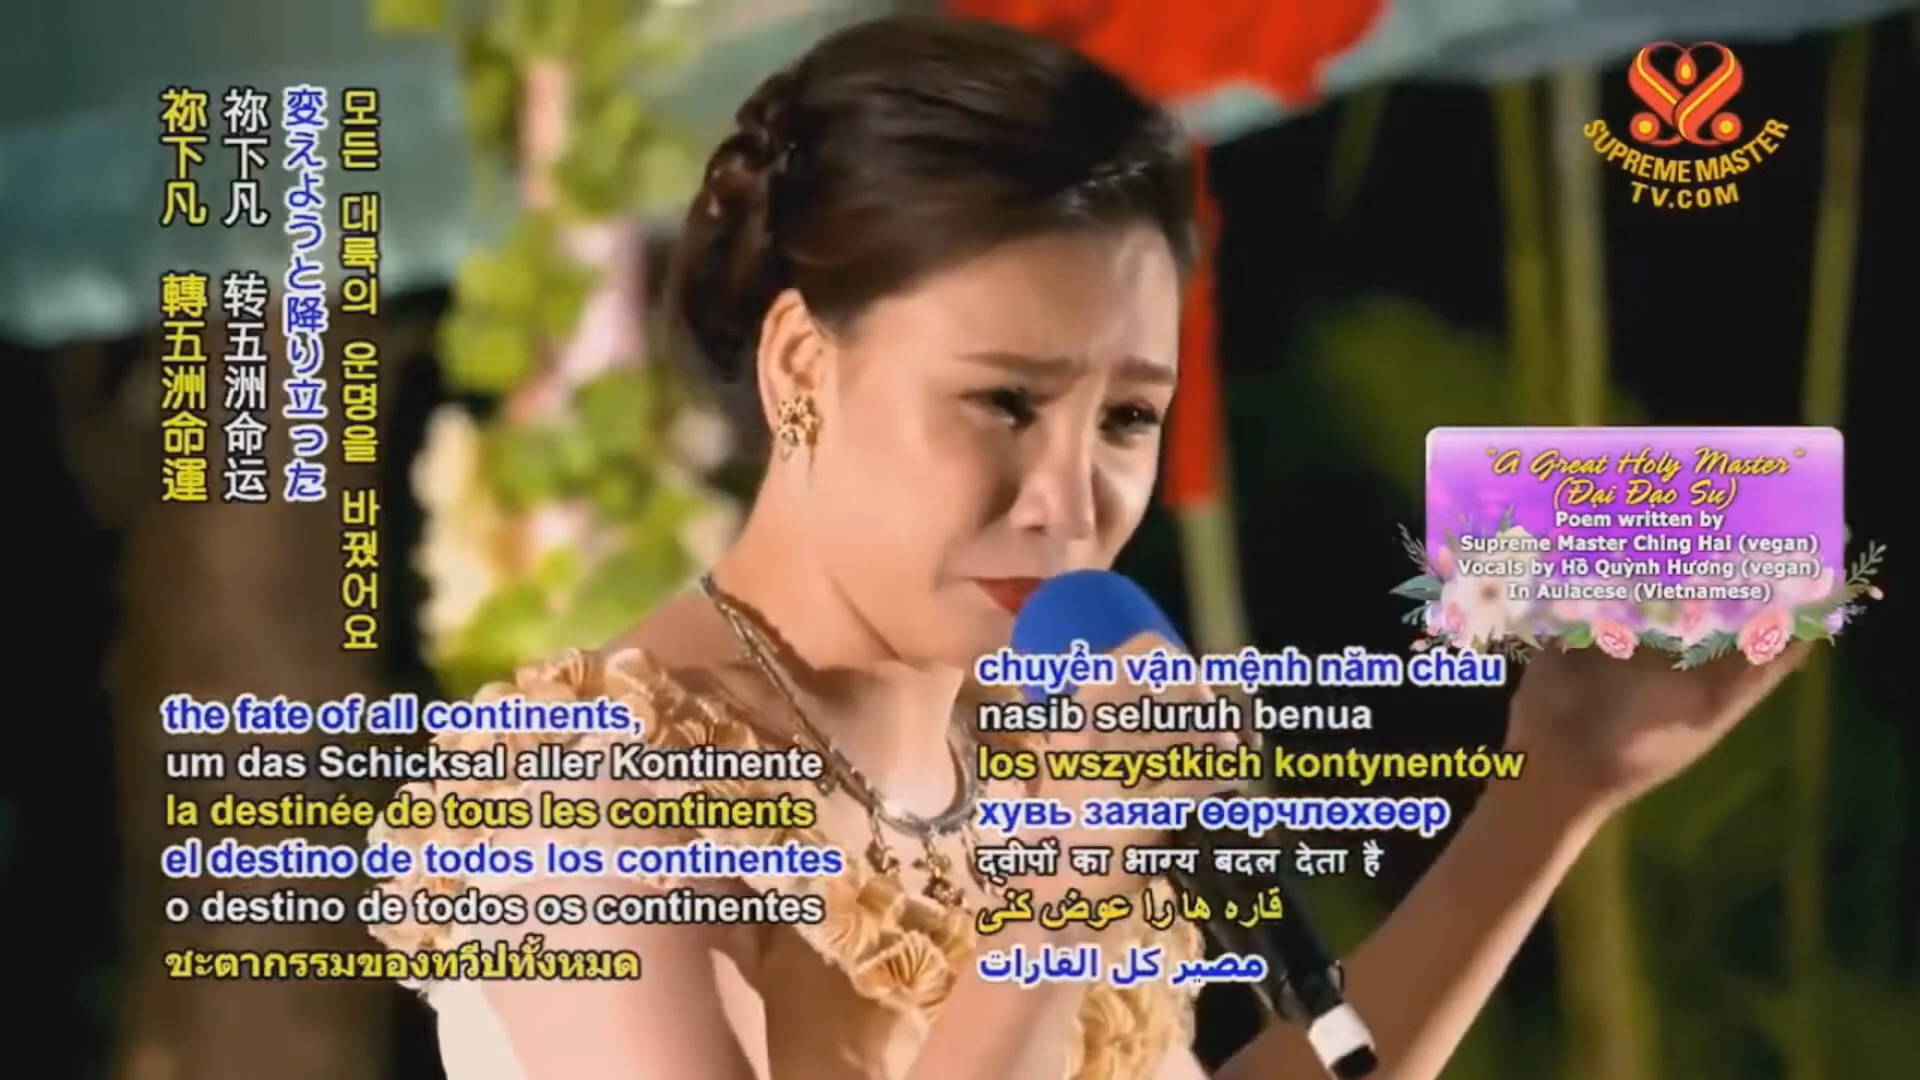 祢下凡 轉五洲命運
祢下凡 转五洲命运
変えようと降り立った
모든 대륙의 운명을 바꿨어요
SUPREME MASTER
TV.COM
"A Great Holy Master"
(Đại Đạo Sư)
Poem written by
Supreme Master Ching Hai (vegan)
Vocals by Hồ Quỳnh Hương (vegan)
In Aulacese (Vietnamese)
the fate of all continents,
um das Schicksal aller Kontinente
la destinée de tous les continents
el destino de todos los continentes
o destino de todos os continentes
ชะตากรรมของทวีปทั้งหมด
chuyển vận mệnh năm châu
nasib seluruh benua
los wszystkich kontynentów
хувь заяаг өөрчлөхөөр
द्वीपों का भाग्य बदल देता है
قاره ها را عوض کنی
مصير كل القارات